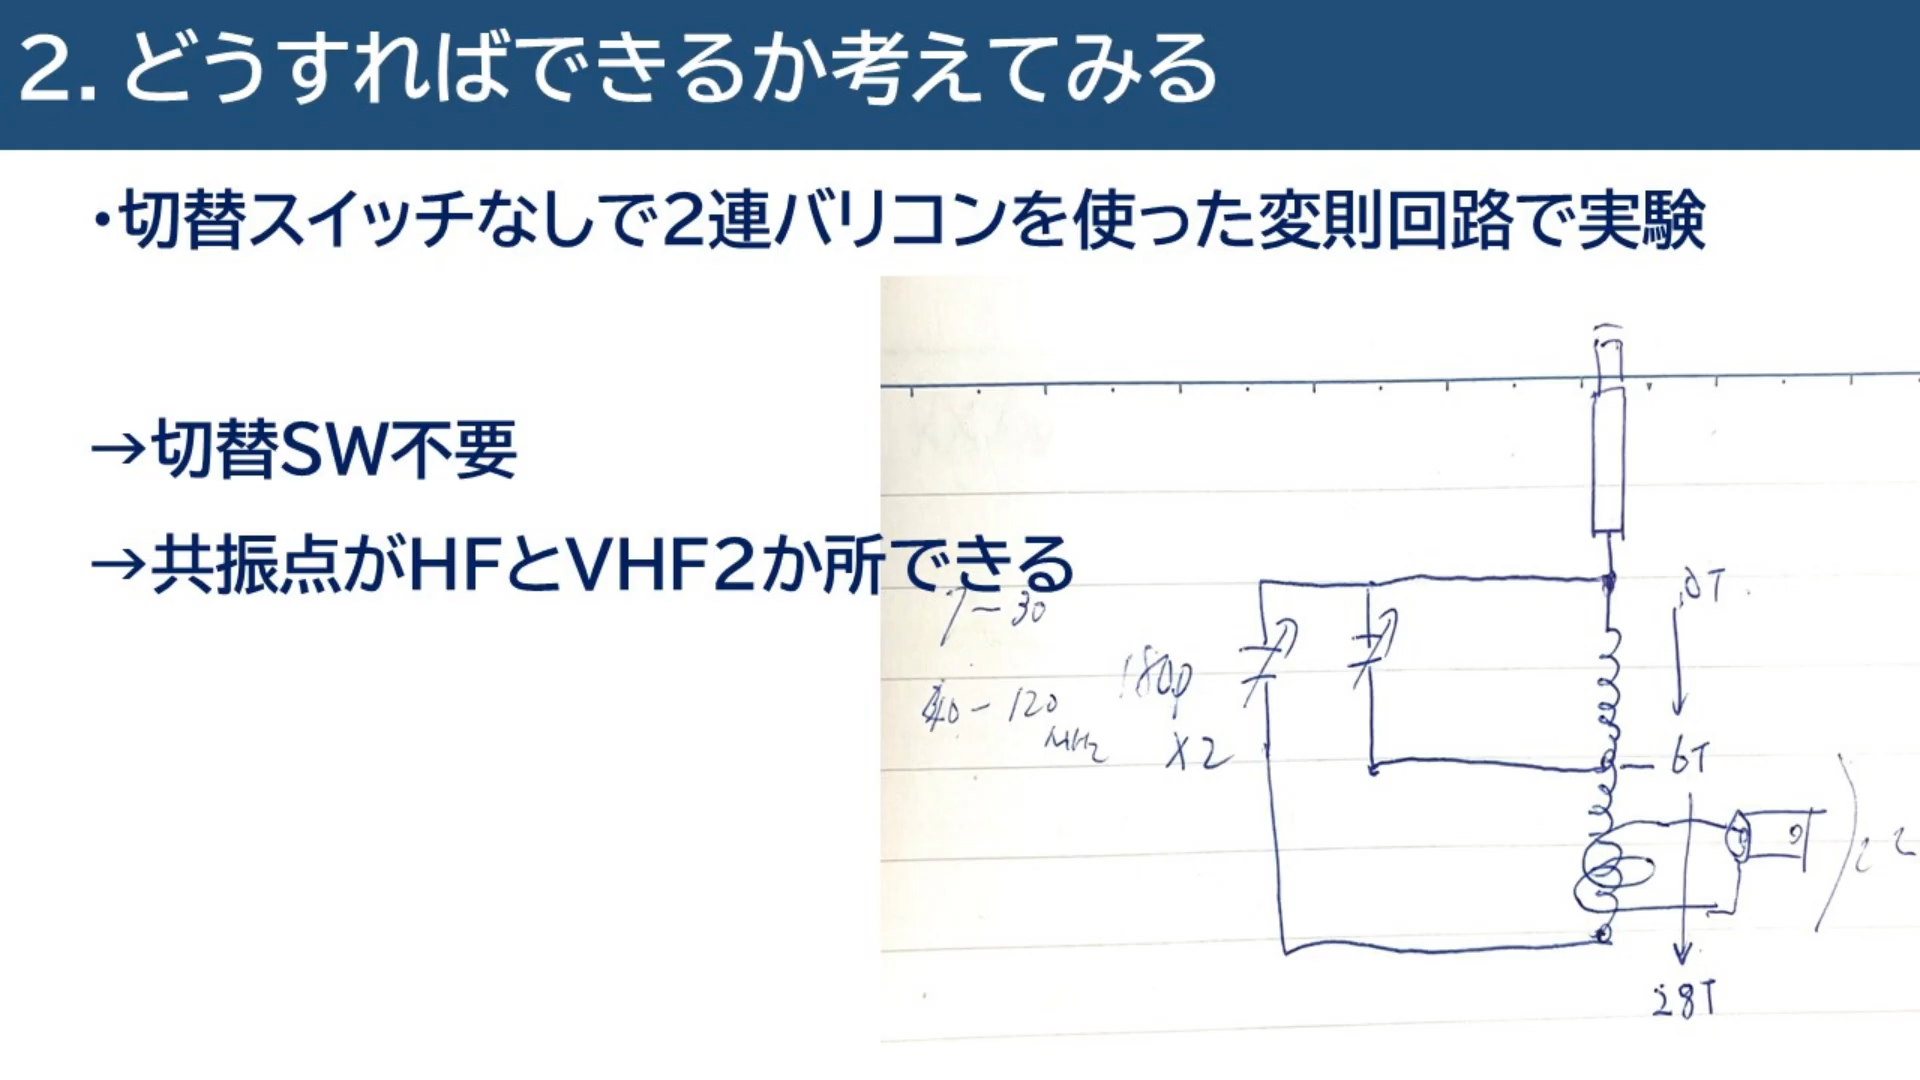 2. どうすればできるか考えてみる
・切替スイッチなしで2連バリコンを使った変則回路で実験
→切替SW不要
→共振点がHFとVHF2か所できる
7-30
40-120
MHz
180p
X2
0T
6T
28T